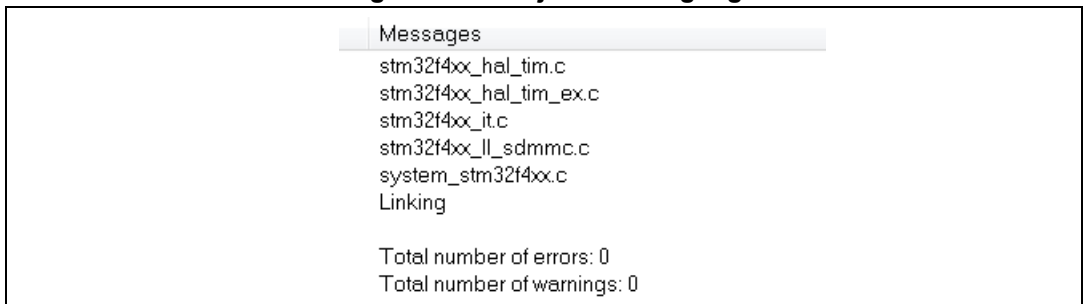 Messages
stm32f4xx_hal_tim.c
stm32f4xx_hal_tim_ex.c
stm32f4xx_it.c
stm32f4xx_ll_sdmmc.c
system_stm32f4xx.c
Linking
Total number of errors: 0
Total number of warnings: 0